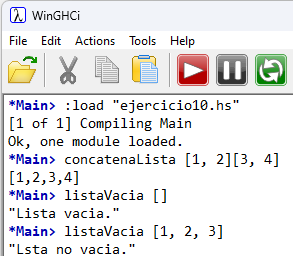 WinGHCi
File Edit Actions Tools Help
*Main> :load "ejercicio10.hs"
[1 of 1] Compiling Main
Ok, one module loaded.
*Main> concatenaLista [1, 2][3, 4]
[1,2,3,4]
*Main> listaVacia []
"Lista vacia."
*Main> listaVacia [1, 2, 3]
"Lsta no vacia."